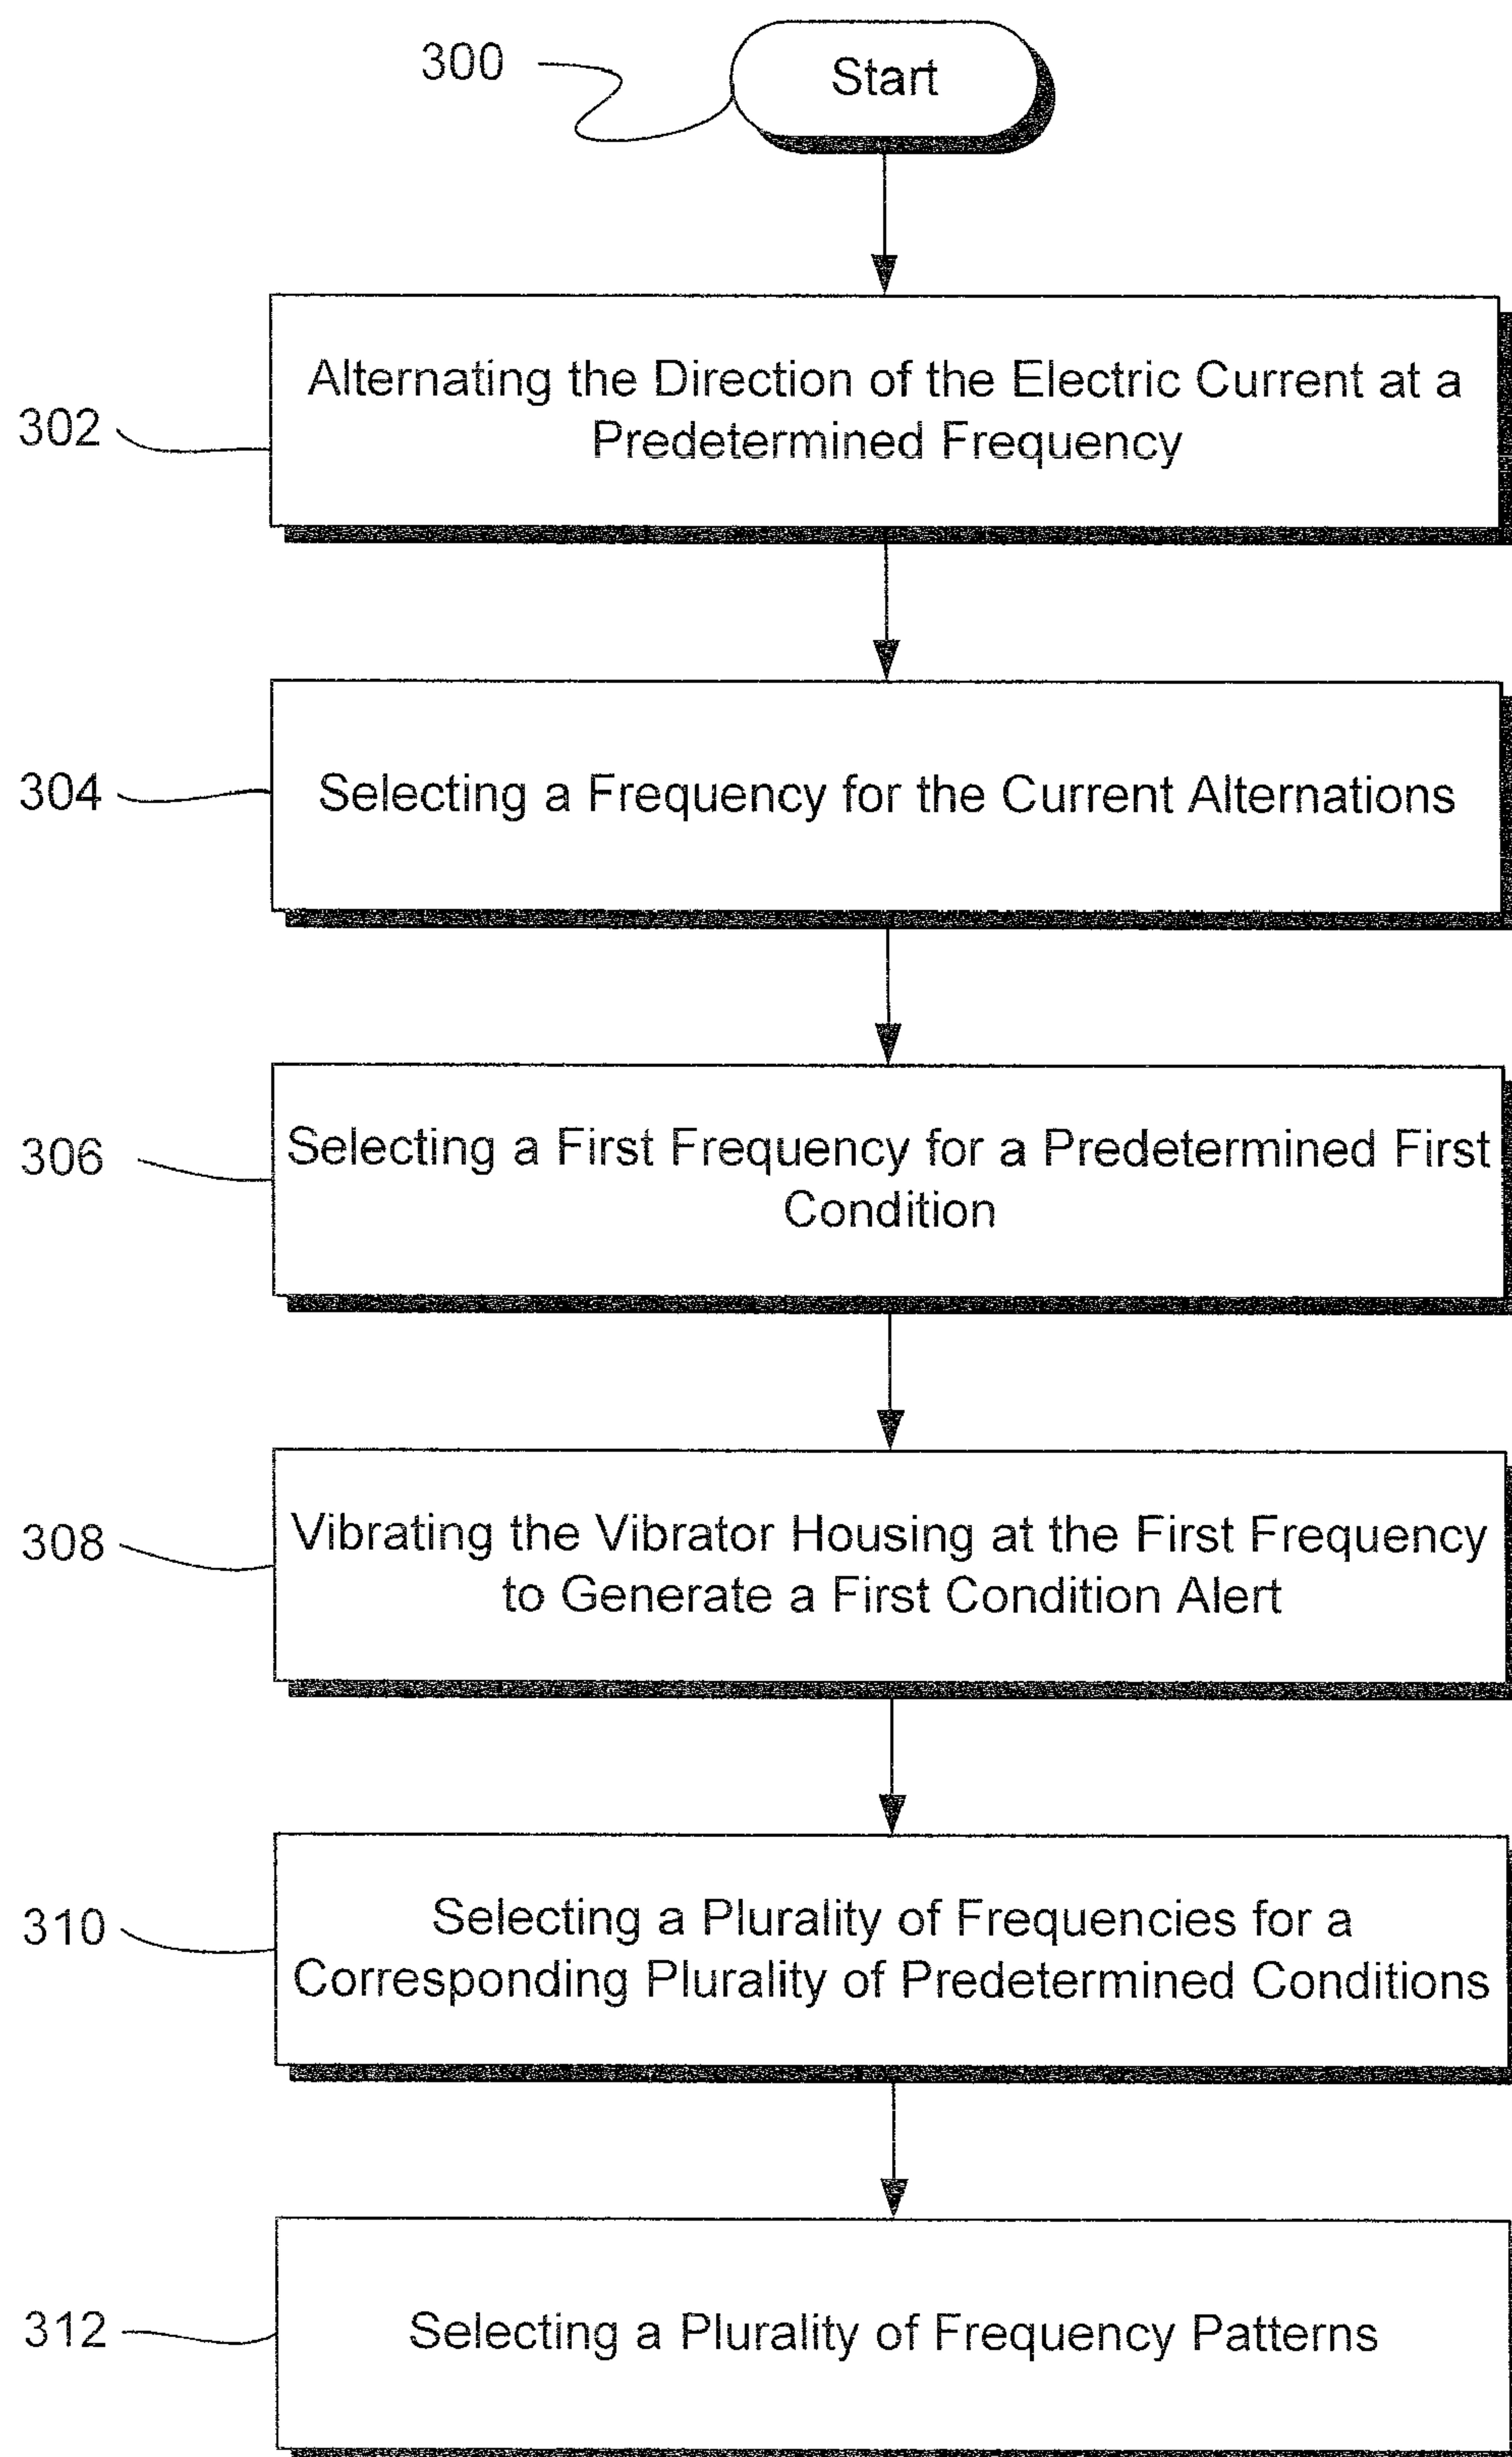 300
Start
302
Alternating the Direction of the Electric Current at a
Predetermined Frequency
304
Selecting a Frequency for the Current Alternations
306
Selecting a First Frequency for a Predetermined First
Condition
308
Vibrating the Vibrator Housing at the First Frequency
to Generate a First Condition Alert
310
Selecting a Plurality of Frequencies for a
Corresponding Plurality of Predetermined Conditions
312
Selecting a Plurality of Frequency Patterns